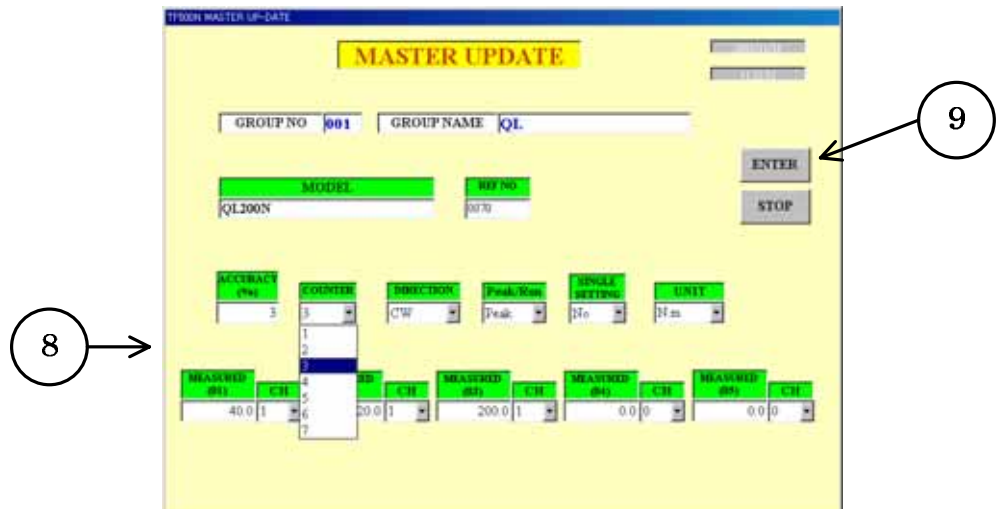 TF500N MASTER UP-DATE
MASTER UPDATE
GROUP NO 001 GROUP NAME QL
9
ENTER
MODEL REF NO
QL200N 0070
STOP
ACCURACY (%) COUNTER DIRECTION Peak/Run SINGLE SETTING UNIT
3 3 CW Peak No N.m
8
1
2
3
4
5
6
7
MEASURED (01) CH CH MEASURED (03) CH MEASURED (04) CH MEASURED (05) CH
40.0 1 20.0 1 200.0 1 0.0 0 0.0 0